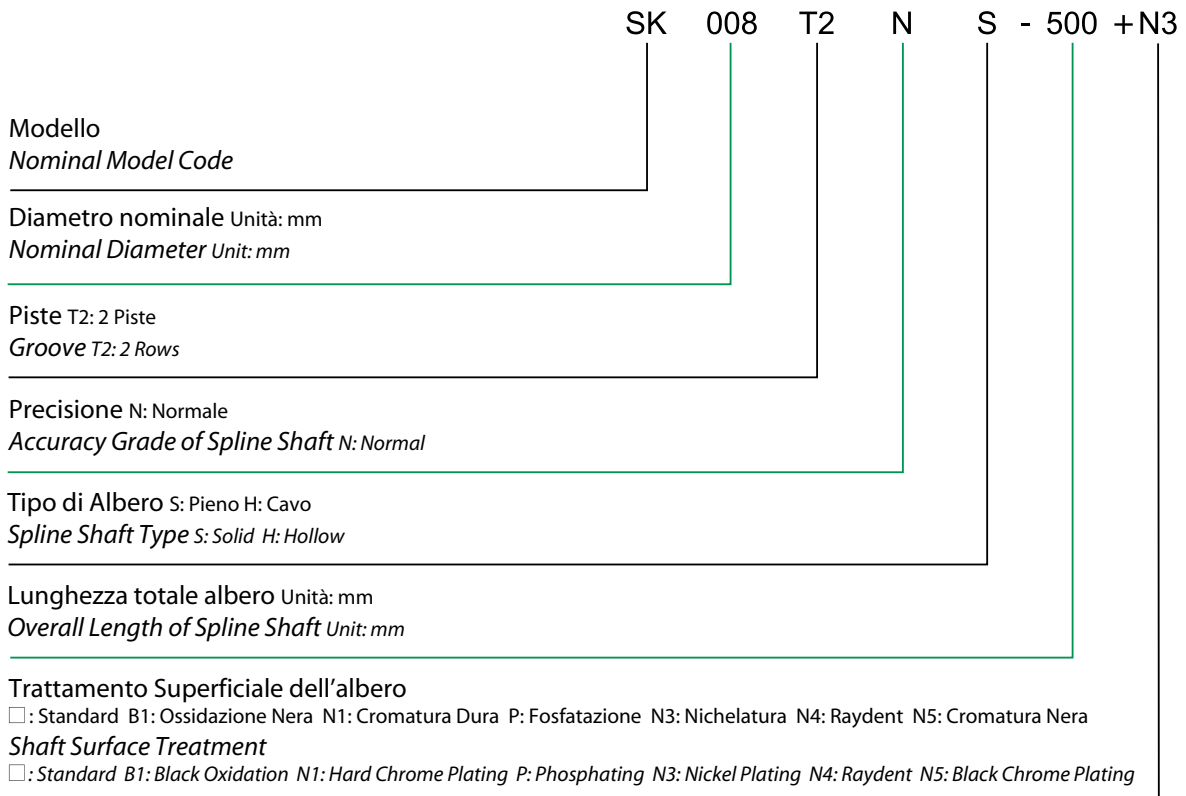 SK 008 T2 N S - 500 +N3
Modello
Nominal Model Code
Diametro nominale Unità: mm
Nominal Diameter Unit: mm
Piste T2: 2 Piste
Groove T2: 2 Rows
Precisione N: Normale
Accuracy Grade of Spline Shaft N: Normal
Tipo di Albero S: Pieno H: Cavo
Spline Shaft Type S: Solid H: Hollow
Lunghezza totale albero Unità: mm
Overall Length of Spline Shaft Unit: mm
Trattamento Superficiale dell'albero
□: Standard B1: Ossidazione Nera N1: Cromatura Dura P: Fosfatazione N3: Nichelatura N4: Raydent N5: Cromatura Nera
Shaft Surface Treatment
□: Standard B1: Black Oxidation N1: Hard Chrome Plating P: Phosphating N3: Nickel Plating N4: Raydent N5: Black Chrome Plating